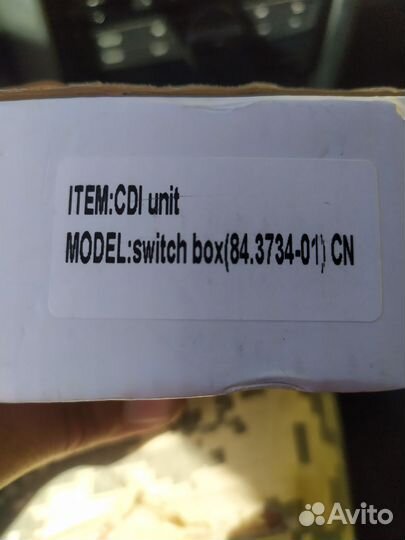 ITEM:CDI unit
MODEL:switch box(84.3734-01) CN
Avito